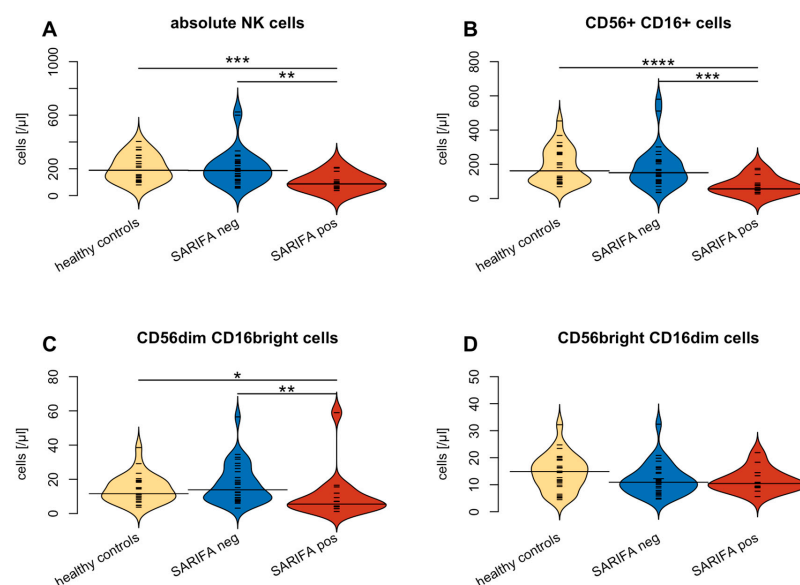 A
absolute NK cells
cells [/µl]
1000
600
200
0
***
**
healthy controls
SARIFA neg
SARIFA pos
B
CD56+ CD16+ cells
cells [/µl]
800
600
400
200
0
****
***
healthy controls
SARIFA neg
SARIFA pos
C
CD56dim CD16bright cells
cells [/µl]
80
60
40
20
0
*
**
healthy controls
SARIFA neg
SARIFA pos
D
CD56bright CD16dim cells
cells [/µl]
50
40
30
20
10
0
healthy controls
SARIFA neg
SARIFA pos